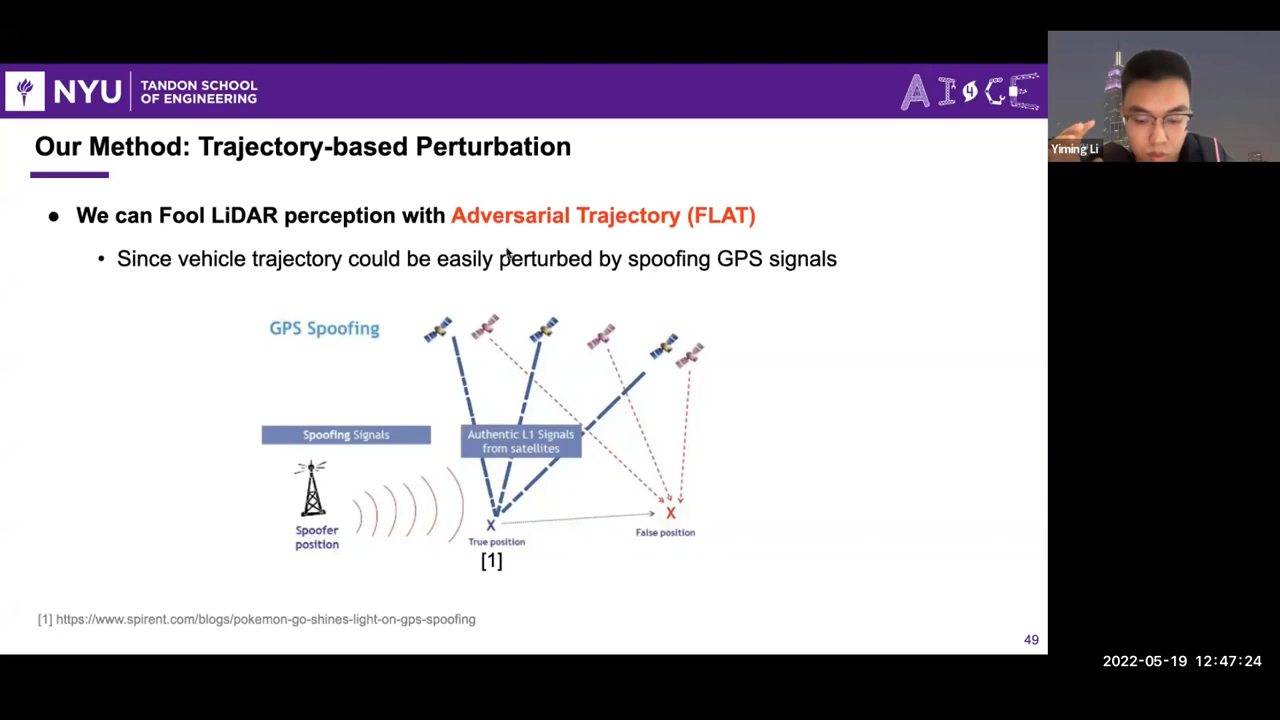 NYU
TANDON SCHOOL
OF ENGINEERING
AI4CE
Yiming Li
Our Method: Trajectory-based Perturbation
● We can Fool LiDAR perception with Adversarial Trajectory (FLAT)
• Since vehicle trajectory could be easily perturbed by spoofing GPS signals
GPS Spoofing
Spoofing Signals
Authentic L1 Signals
from satellites
Spoofer
position
X
True position
X
False position
[1]
[1] https://www.spirent.com/blogs/pokemon-go-shines-light-on-gps-spoofing
49
2022-05-19 12:47:24